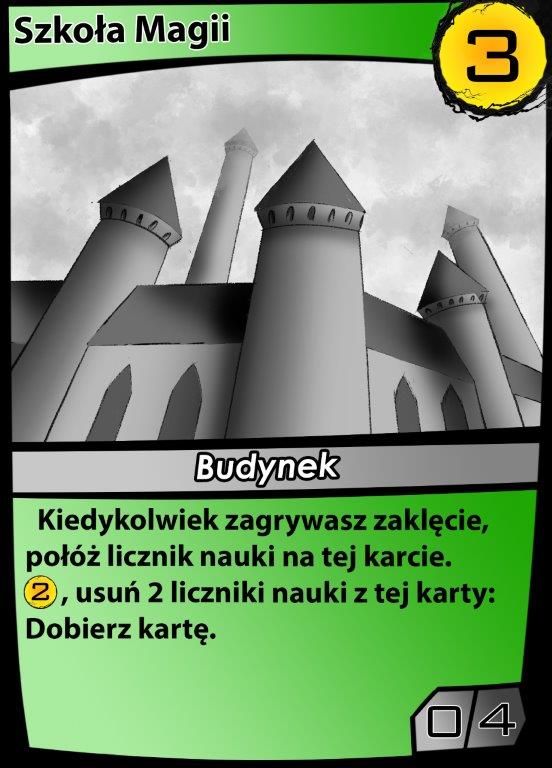 Szkoła Magii
3
Budynek
Kiedykolwiek zagrywasz zaklęcie,
połóż licznik nauki na tej karcie.
2, usuń 2 liczniki nauki z tej karty:
Dobierz kartę.
0 4